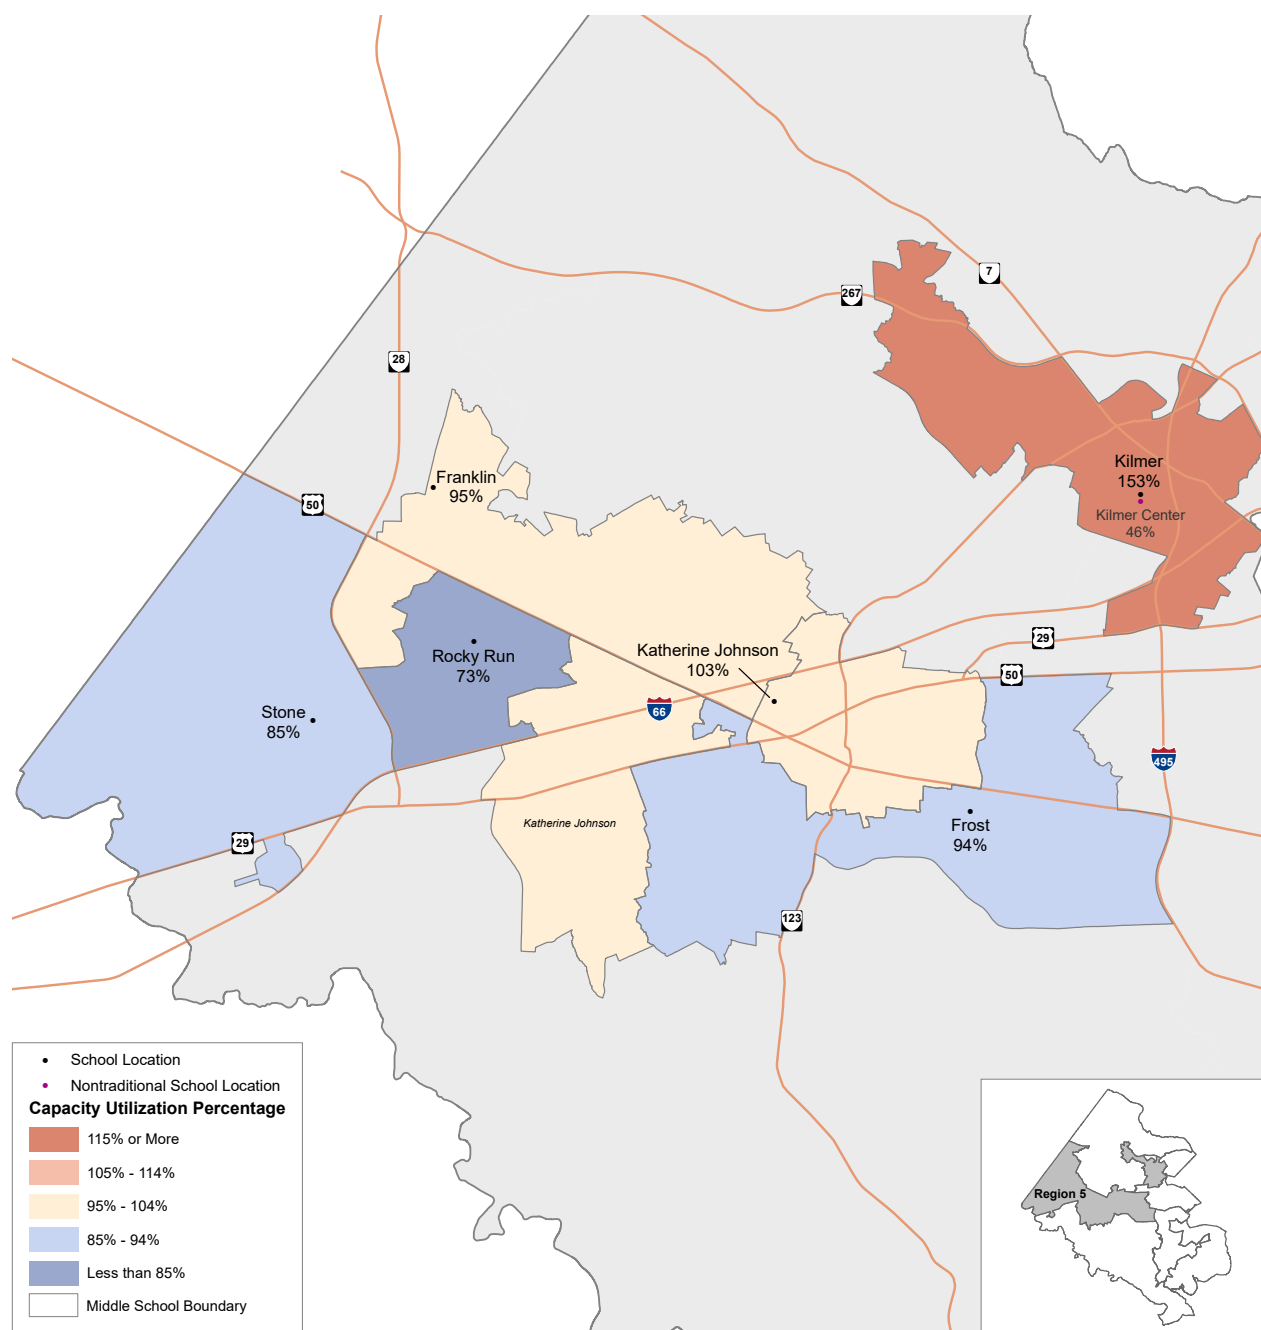 7
267
28
Kilmer
153%
Kilmer Center
46%
Franklin
95%
50
29
Katherine Johnson
103%
Rocky Run
73%
50
66
Stone
85%
495
Katherine Johnson
Frost
94%
29
123
School Location
Nontraditional School Location
Capacity Utilization Percentage
115% or More
105% - 114%
95% - 104%
85% - 94%
Less than 85%
Middle School Boundary
Region 5